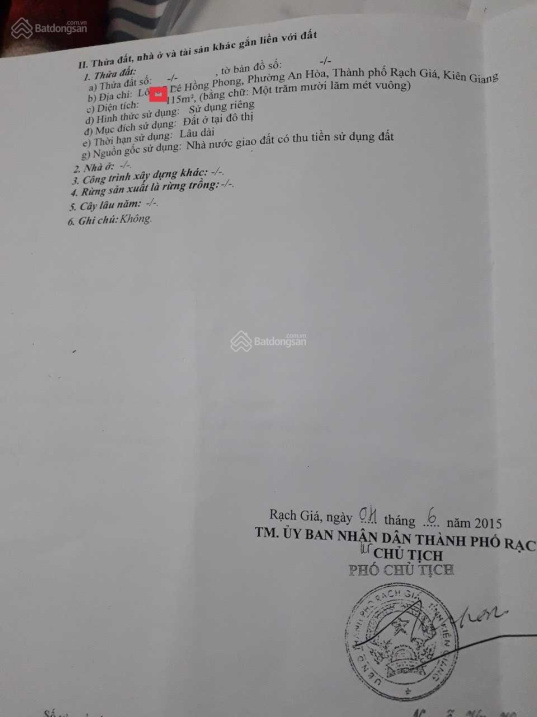 Batdongsan
.com.vn
II. Thửa đất, nhà ở và tài sản khác gắn liền với đất
1. Thửa đất:
a) Thửa đất số: -/- , tờ bản đồ số: -/-
b) Địa chỉ: Lô Lê Hồng Phong, Phường An Hòa, Thành phố Rạch Giá, Kiên Giang
c) Diện tích: 115m², (bằng chữ: Một trăm mười lăm mét vuông)
d) Hình thức sử dụng: Sử dụng riêng
đ) Mục đích sử dụng: Đất ở tại đô thị
e) Thời hạn sử dụng: Lâu dài
g) Nguồn gốc sử dụng: Nhà nước giao đất có thu tiền sử dụng đất
2. Nhà ở: -/-.
3. Công trình xây dựng khác: -/-.
4. Rừng sản xuất là rừng trồng: -/-.
5. Cây lâu năm: -/-.
6. Ghi chú: Không.
.com.vn
Batdongsan
Rạch Giá, ngày tháng 6 năm 2015
TM. ỦY BAN NHÂN DÂN THÀNH PHỐ RẠC
CHỦ TỊCH
PHÓ CHỦ TỊCH